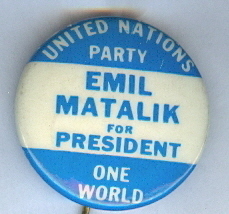 UNITED NATIONS
PARTY
EMIL
MATALIK
FOR
PRESIDENT
ONE
WORLD